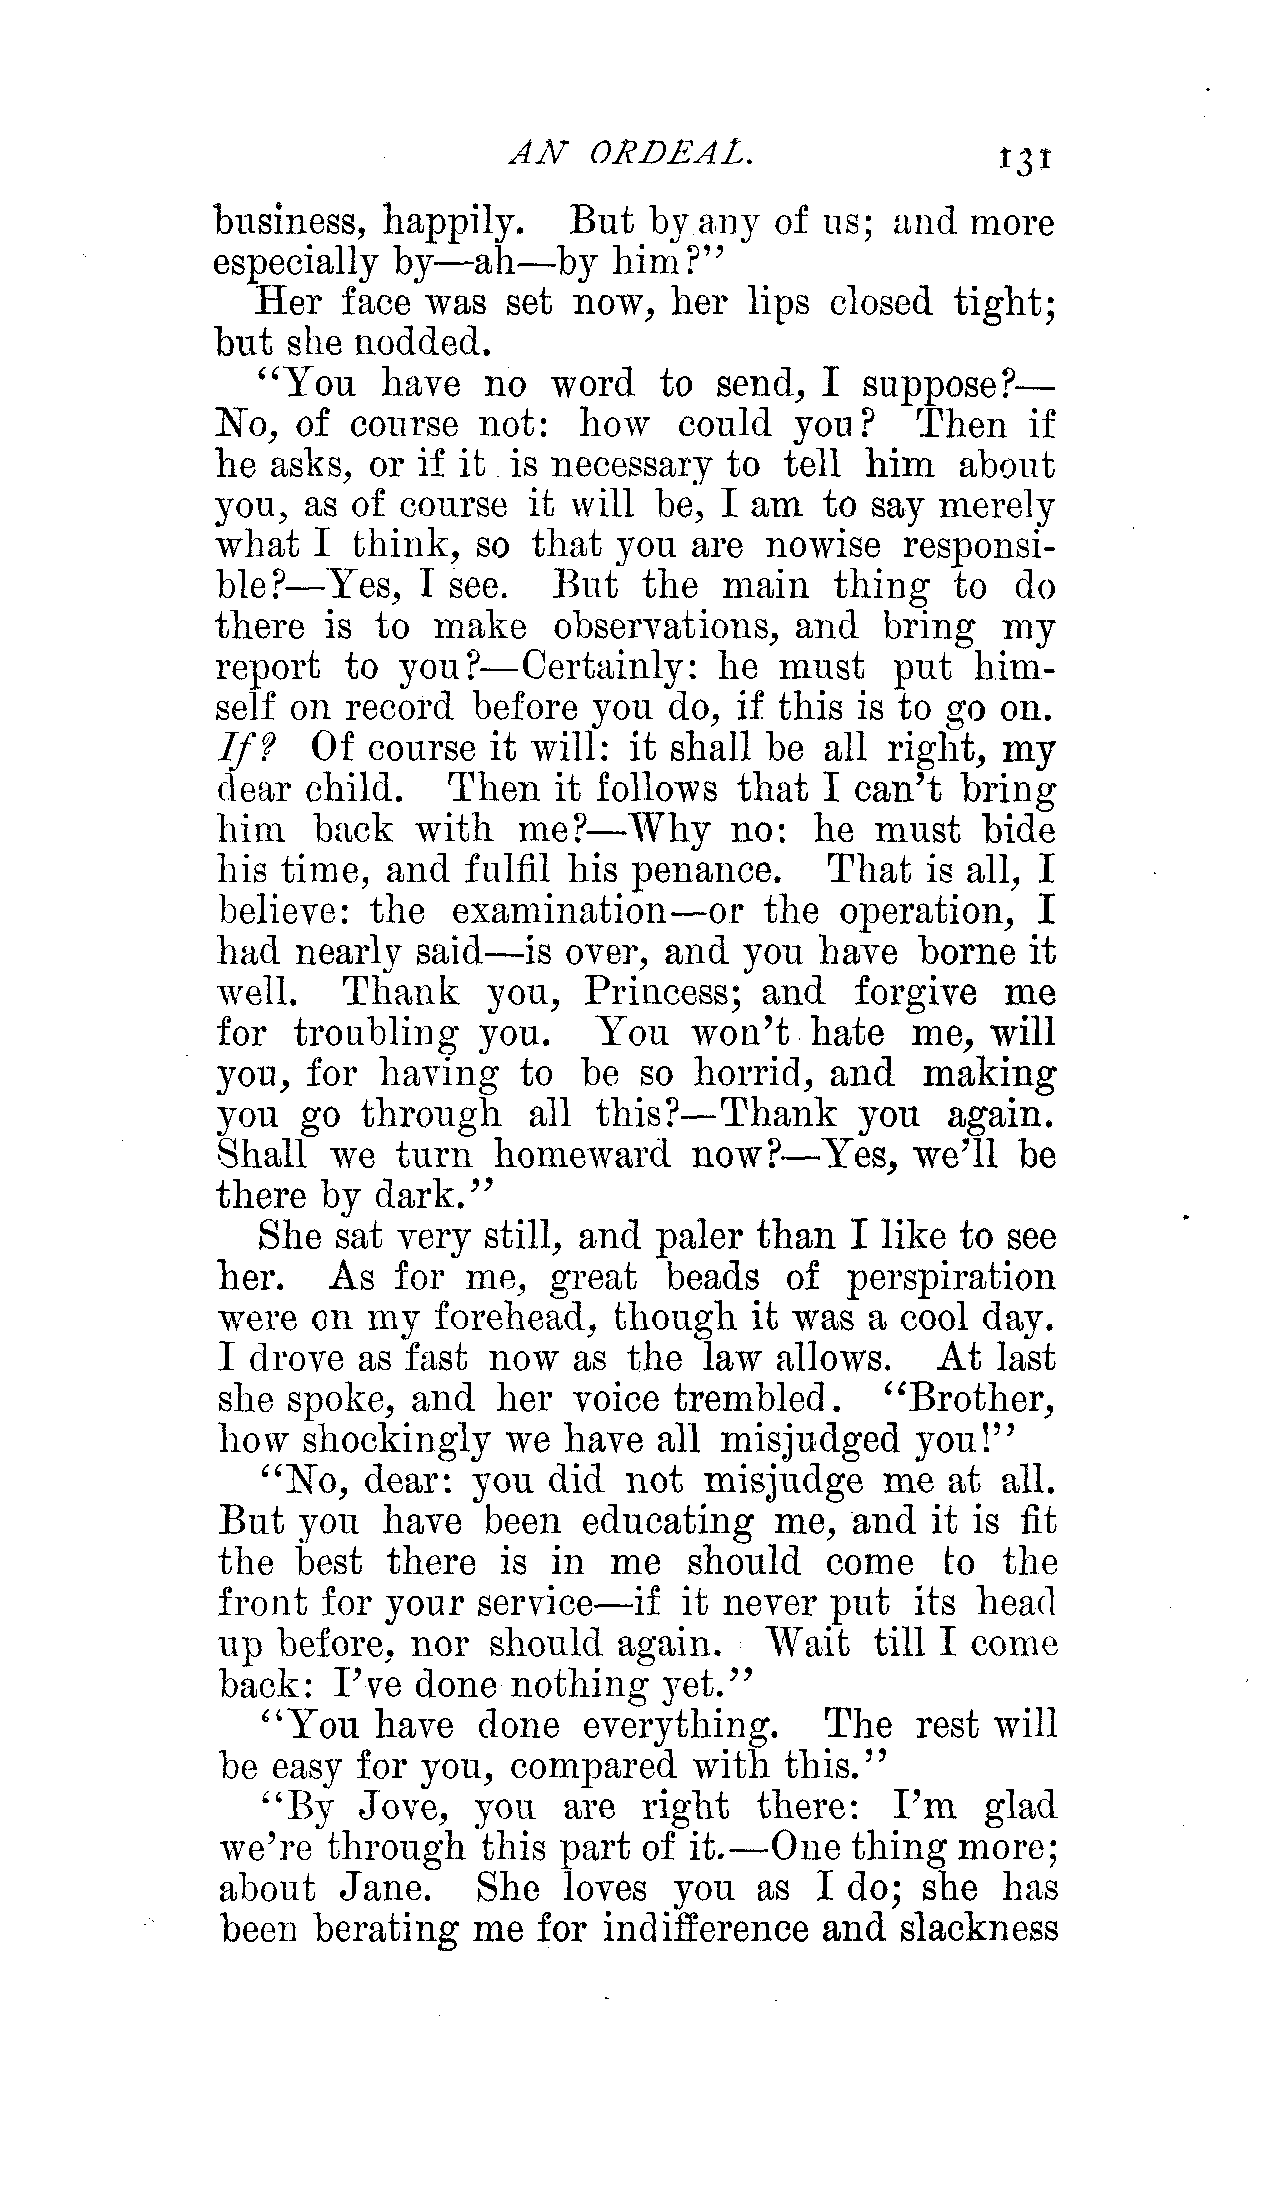 AN ORDEAL. 131
business, happily. But by any of us; and more
especially by—ah—by him?"
Her face was set now, her lips closed tight;
but she nodded.
"You have no word to send, I suppose?—
No, of course not: how could you? Then if
he asks, or if it is necessary to tell him about
you, as of course it will be, I am to say merely
what I think, so that you are nowise responsi-
ble?—Yes, I see. But the main thing to do
there is to make observations, and bring my
report to you?—Certainly: he must put him-
self on record before you do, if this is to go on.
If? Of course it will: it shall be all right, my
dear child. Then it follows that I can't bring
him back with me?—Why no: he must bide
his time, and fulfil his penance. That is all, I
believe: the examination—or the operation, I
had nearly said—is over, and you have borne it
well. Thank you, Princess; and forgive me
for troubling you. You won't hate me, will
you, for having to be so horrid, and making
you go through all this?—Thank you again.
Shall we turn homeward now?—Yes, we'll be
there by dark."
She sat very still, and paler than I like to see
her. As for me, great beads of perspiration
were on my forehead, though it was a cool day.
I drove as fast now as the law allows. At last
she spoke, and her voice trembled. "Brother,
how shockingly we have all misjudged you!"
"No, dear: you did not misjudge me at all.
But you have been educating me, and it is fit
the best there is in me should come to the
front for your service—if it never put its head
up before, nor should again. Wait till I come
back: I've done nothing yet."
"You have done everything. The rest will
be easy for you, compared with this."
"By Jove, you are right there: I'm glad
we're through this part of it.—One thing more;
about Jane. She loves you as I do; she has
been berating me for indifference and slackness